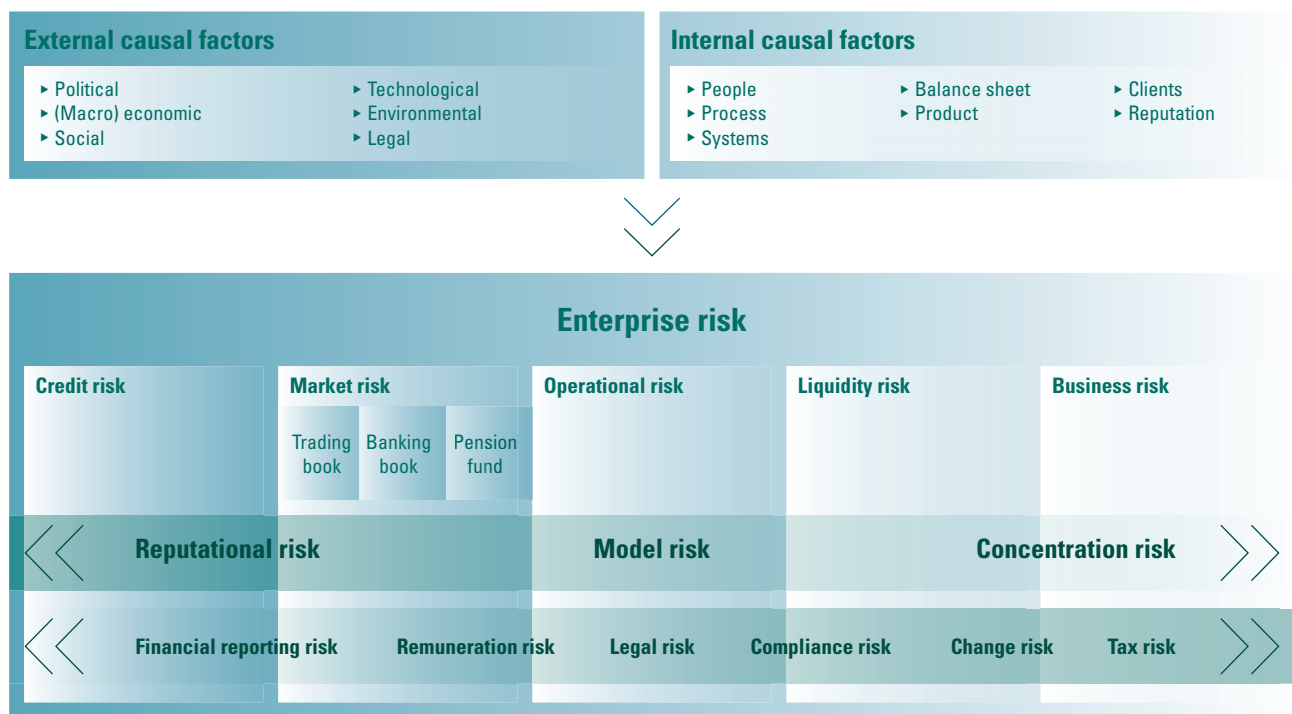 External causal factors
▸ Political
▸ (Macro) economic
▸ Social
▸ Technological
▸ Environmental
▸ Legal
Internal causal factors
▸ People
▸ Process
▸ Systems
▸ Balance sheet
▸ Product
▸ Clients
▸ Reputation
Enterprise risk
Credit risk
Market risk
Trading
book
Banking
book
Pension
fund
Operational risk
Liquidity risk
Business risk
Reputational risk
Model risk
Concentration risk
Financial reporting risk
Remuneration risk
Legal risk
Compliance risk
Change risk
Tax risk